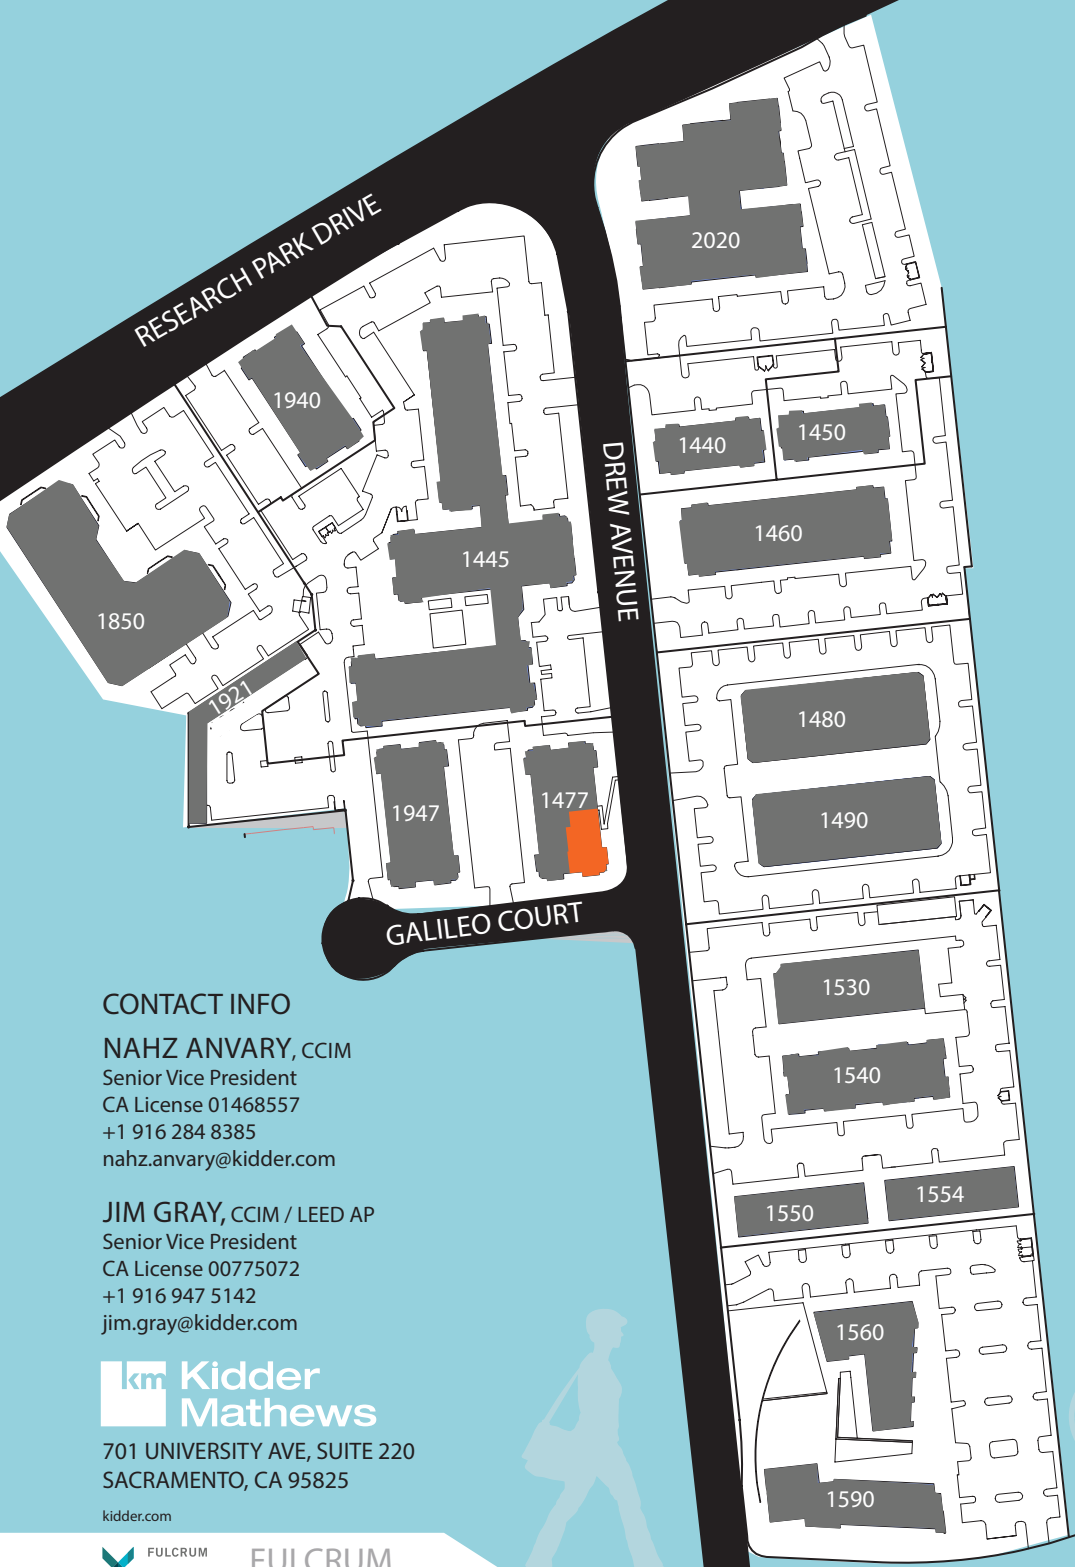 RESEARCH PARK DRIVE
2020
1940
1440
1450
DREW AVENUE
1460
1445
1850
1921
1480
1947
1477
1490
GALILEO COURT
1530
1540
1550
1554
1560
1590
CONTACT INFO
NAHZ ANVARY, CCIM
Senior Vice President
CA License 01468557
+1 916 284 8385
nahz.anvary@kidder.com
JIM GRAY, CCIM / LEED AP
Senior Vice President
CA License 00775072
+1 916 947 5142
jim.gray@kidder.com
km Kidder
Mathews
701 UNIVERSITY AVE, SUITE 220
SACRAMENTO, CA 95825
kidder.com
FULCRUM
FULCRUM